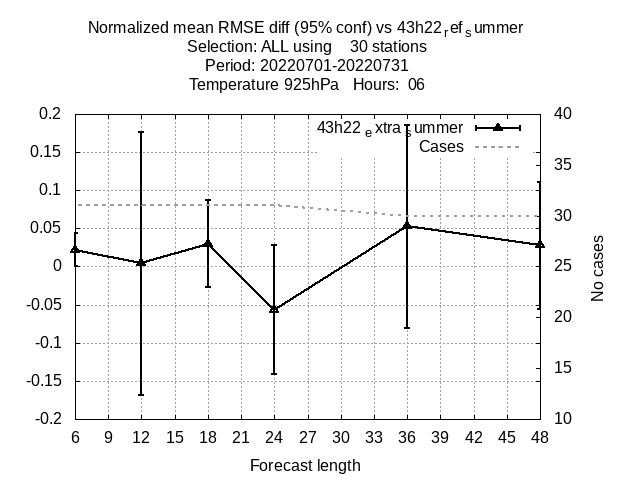 Normalized mean RMSE diff (95% conf) vs 43h22ᵣefₛummer
Selection: ALL using    30 stations
Period: 20220701-20220731
Temperature 925hPa   Hours:  06
43h22ₑxtraₛummer
Cases
0.2
0.15
0.1
0.05
0
-0.05
-0.1
-0.15
-0.2
40
35
30
25
20
15
10
No cases
6 9 12 15 18 21 24 27 30 33 36 39 42 45 48
Forecast length